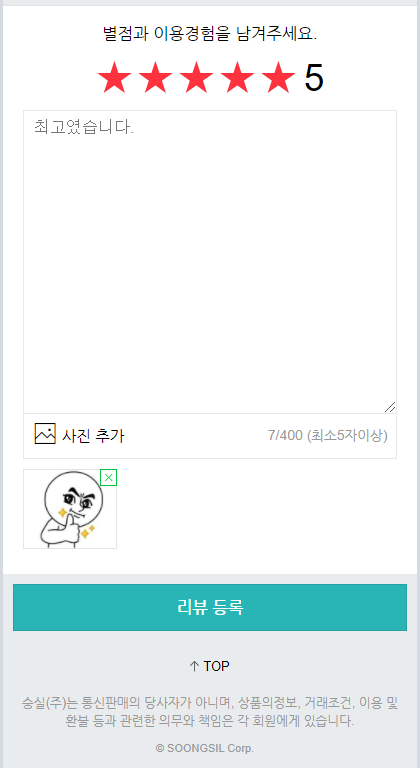 별점과 이용경험을 남겨주세요.
5
최고였습니다.
사진 추가
7/400 (최소5자이상)
리뷰 등록
↑ TOP
숭실(주)는 통신판매의 당사자가 아니며, 상품의정보, 거래조건, 이용 및
환불 등과 관련한 의무와 책임은 각 회원에게 있습니다.
© SOONGSIL Corp.